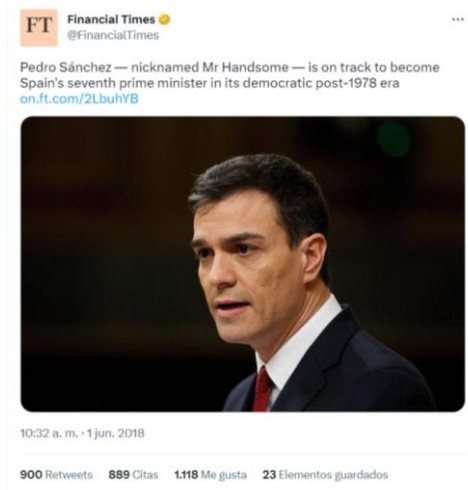 FT Financial Times
@FinancialTimes
Pedro Sánchez — nicknamed Mr Handsome — is on track to become
Spain's seventh prime minister in its democratic post-1978 era
on.ft.com/2LbuhYB
10:32 a. m. · 1 jun. 2018
900 Retweets 889 Citas 1.118 Me gusta 23 Elementos guardados